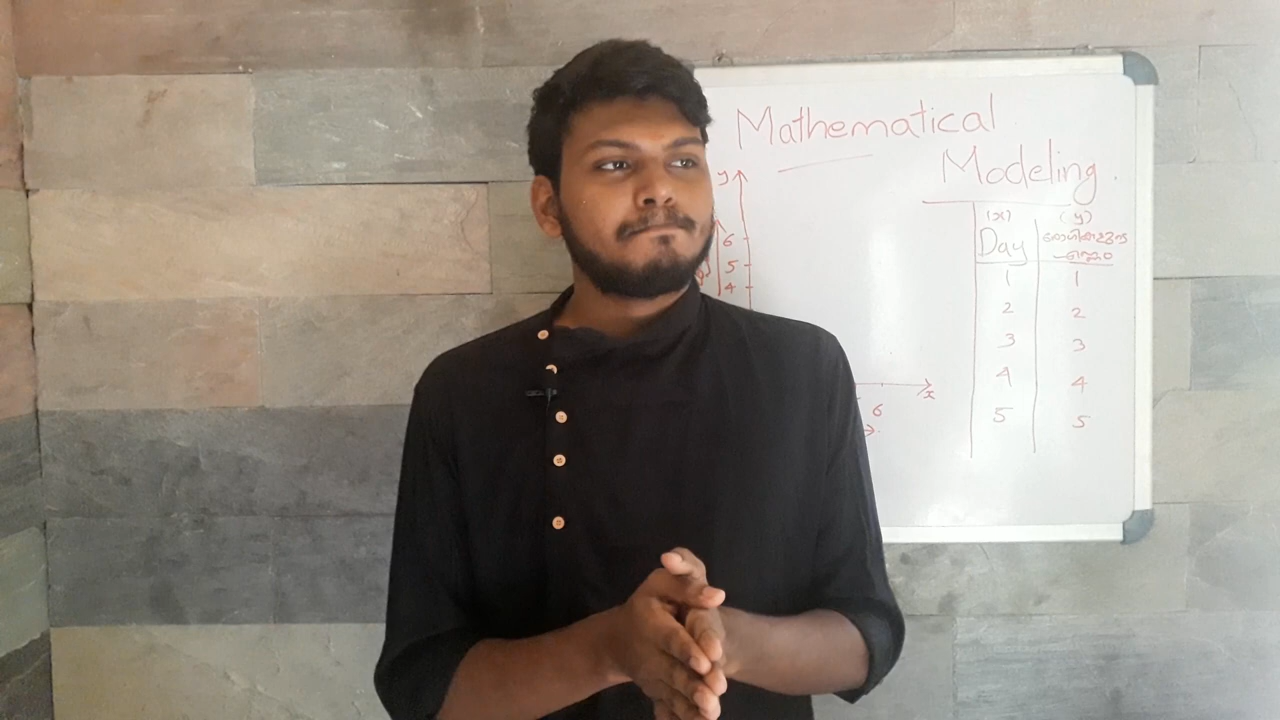 Mathematical
Modeling.
y
6
5
4
x
6
(x) (y)
Day
1 1
2 2
3 3
4 4
5 5